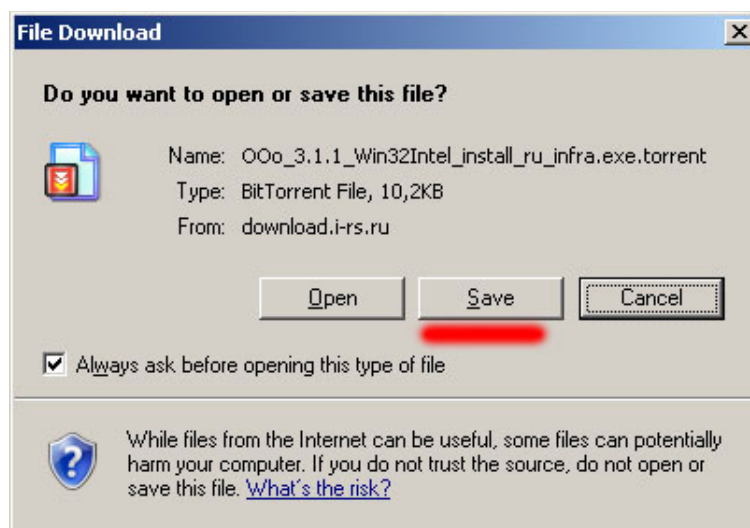 File Download
Do you want to open or save this file?
Name: OOo_3.1.1_Win32Intel_install_ru_infra.exe.torrent
Type: BitTorrent File, 10,2KB
From: download.i-rs.ru
Open Save Cancel
Always ask before opening this type of file
While files from the Internet can be useful, some files can potentially
harm your computer. If you do not trust the source, do not open or
save this file. What's the risk?